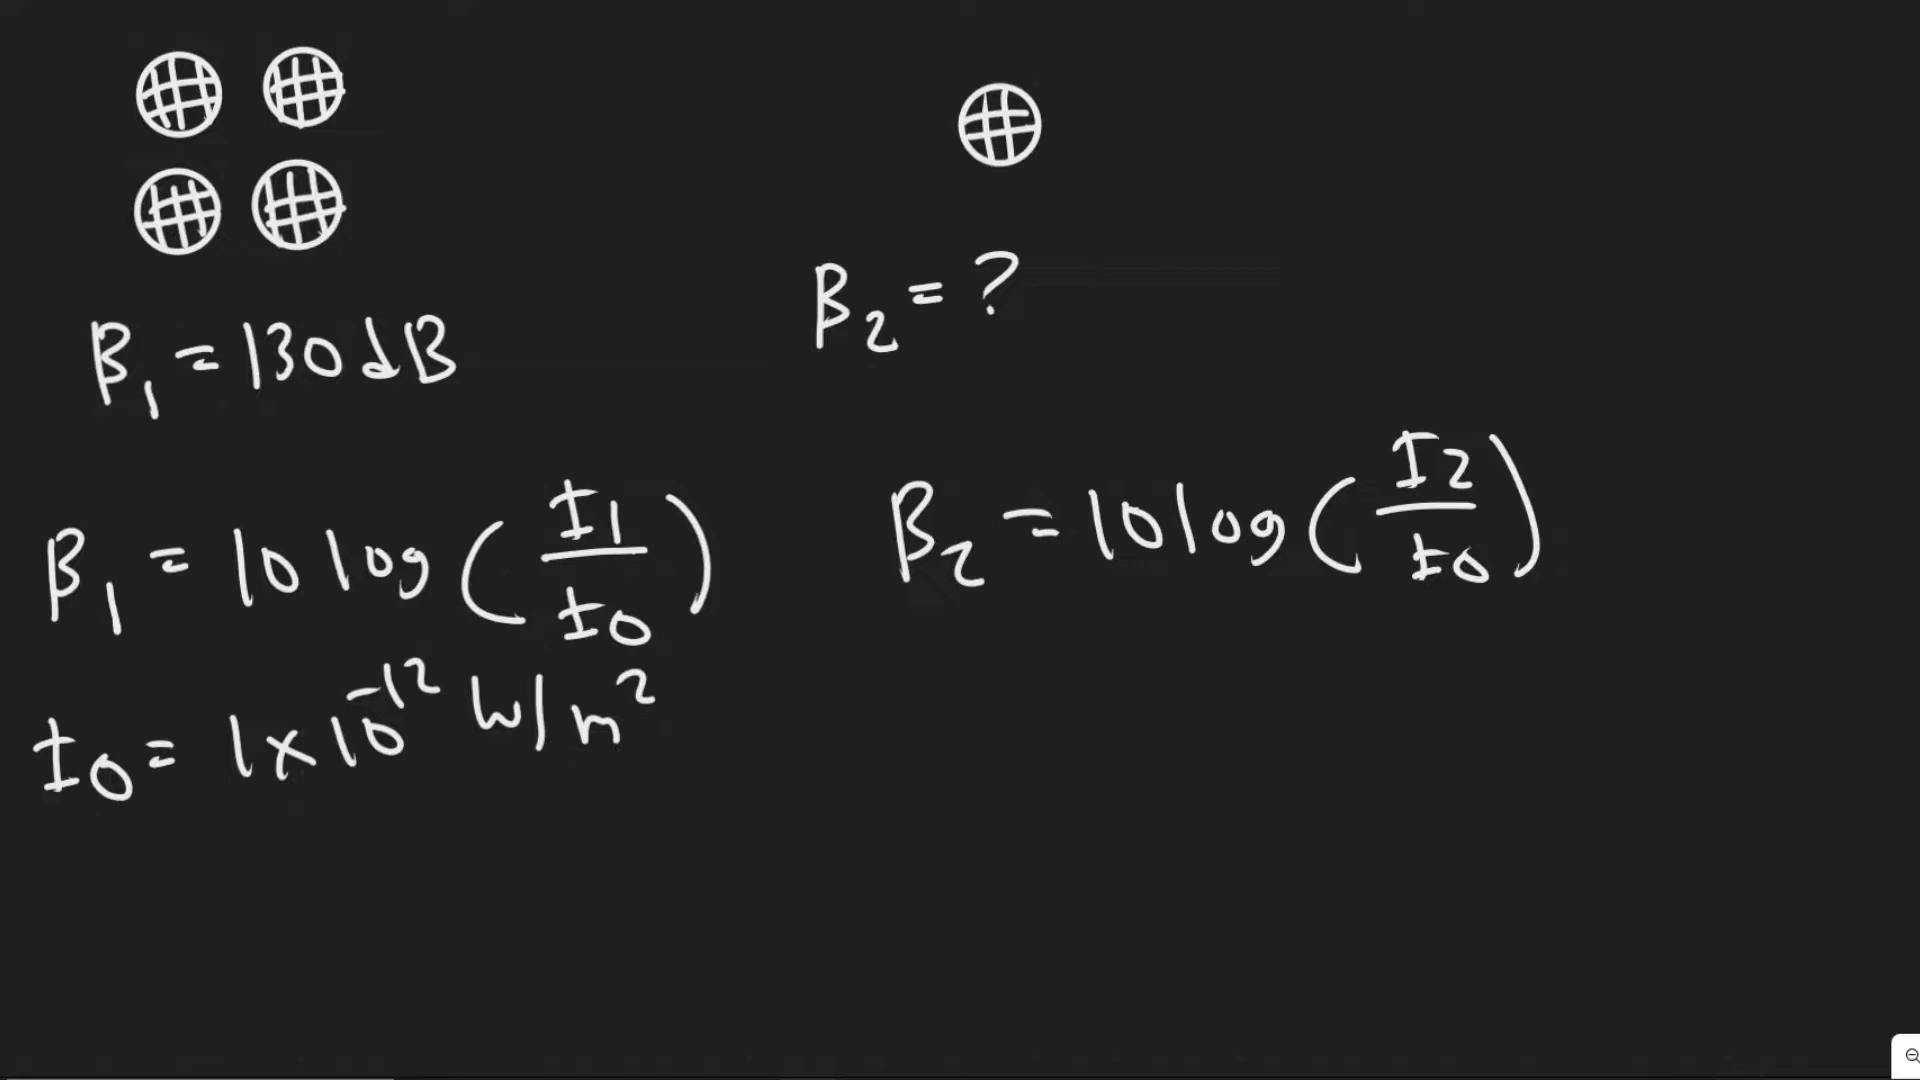 β₁ = 130 dB
β₂ = ?
β₁ = 10 log ( I₁ / I₀ )
I₀ = 1 x 10⁻¹² W/m²
β₂ = 10 log ( I₂ / I₀ )